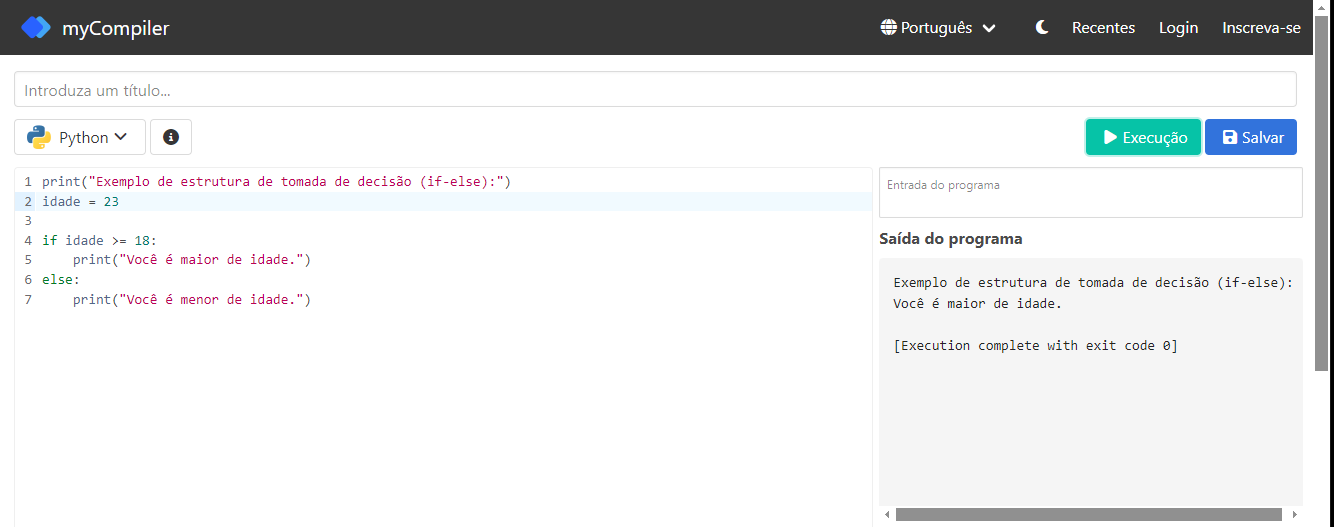 myCompiler
Português
Recentes
Login
Inscreva-se
Introduza um título...
Python
Execução
Salvar
1 print("Exemplo de estrutura de tomada de decisão (if-else):")
2 idade = 23
3
4 if idade >= 18:
5     print("Você é maior de idade.")
6 else:
7     print("Você é menor de idade.")
Entrada do programa
Saída do programa
Exemplo de estrutura de tomada de decisão (if-else):
Você é maior de idade.
[Execution complete with exit code 0]